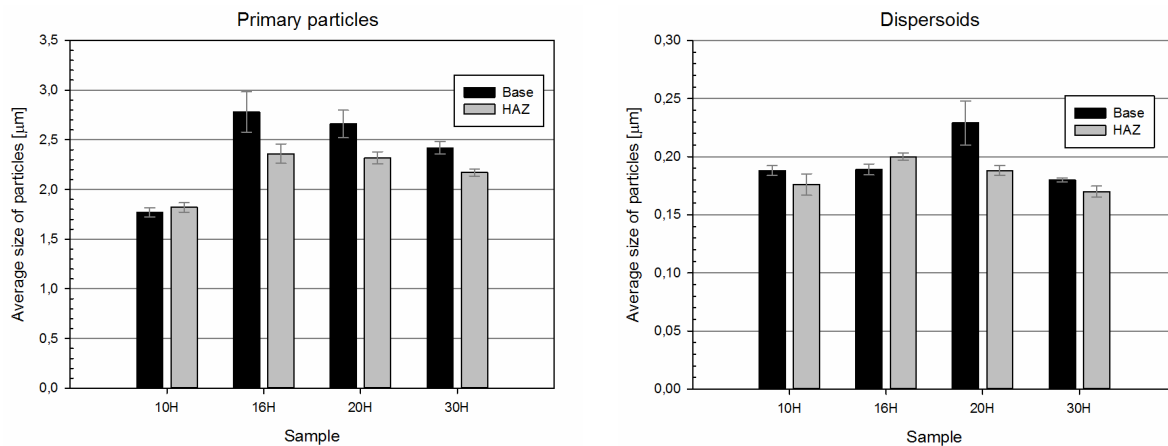 Primary particles
Average size of particles [µm]
3,5
3,0
2,5
2,0
1,5
1,0
0,5
0,0
Base
HAZ
10H 16H 20H 30H
Sample
Dispersoids
Average size of particles [µm]
0,30
0,25
0,20
0,15
0,10
0,05
0,00
Base
HAZ
10H 16H 20H 30H
Sample